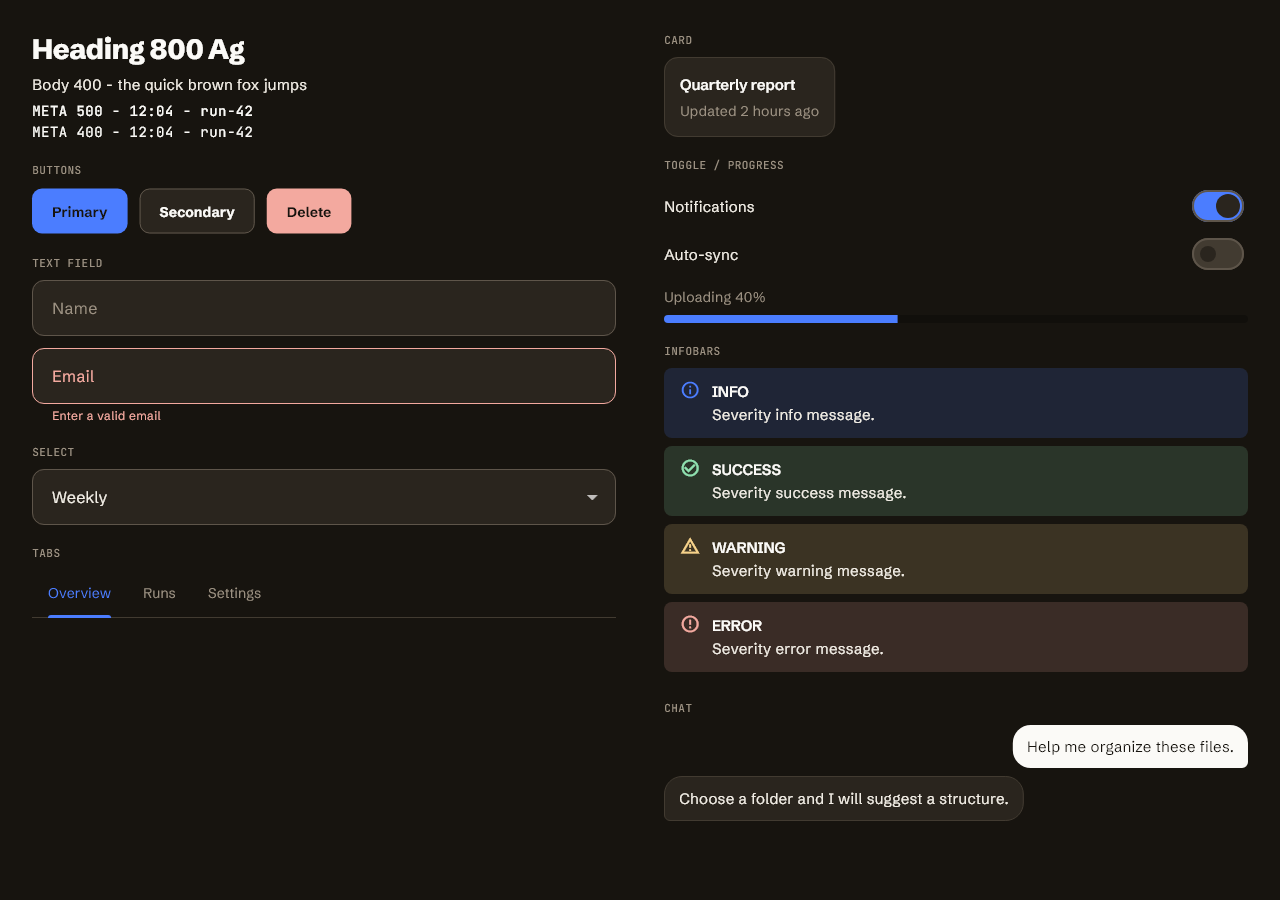 Heading 800 Ag
Body 400 - the quick brown fox jumps
META 500 - 12:04 - run-42
META 400 - 12:04 - run-42
BUTTONS
Primary
Secondary
Delete
TEXT FIELD
Name
Email
Enter a valid email
SELECT
Weekly
TABS
Overview
Runs
Settings
CARD
Quarterly report
Updated 2 hours ago
TOGGLE / PROGRESS
Notifications
Auto-sync
Uploading 40%
INFOBARS
INFO
Severity info message.
SUCCESS
Severity success message.
WARNING
Severity warning message.
ERROR
Severity error message.
CHAT
Help me organize these files.
Choose a folder and I will suggest a structure.